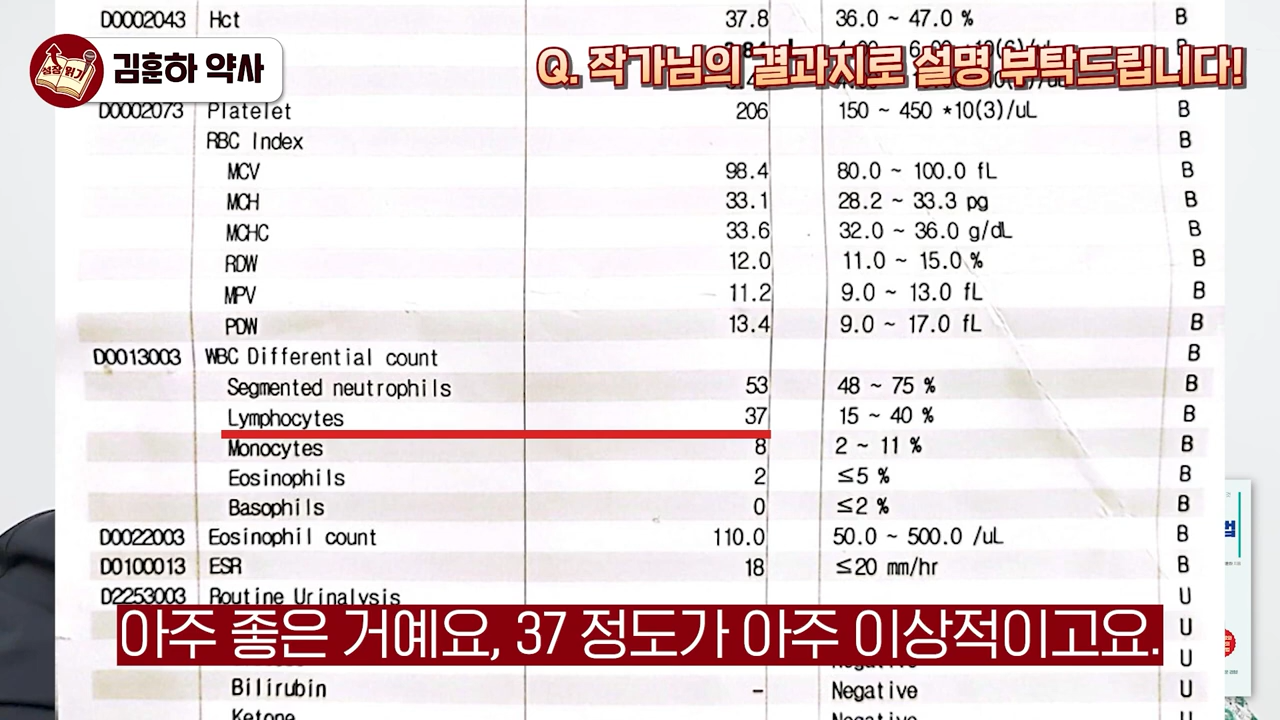 D0002043 Hct 37.8 36.0 ~ 47.0 % B
성장 읽기 김훈하 약사
Q. 작가님의 결과지로 설명 부탁드립니다!
D0002073 Platelet 206 150 ~ 450 *10(3)/uL B
RBC Index B
MCV 98.4 80.0 ~ 100.0 fL B
MCH 33.1 28.2 ~ 33.3 pg B
MCHC 33.6 32.0 ~ 36.0 g/dL B
RDW 12.0 11.0 ~ 15.0 % B
MPV 11.2 9.0 ~ 13.0 fL B
PDW 13.4 9.0 ~ 17.0 fL B
D0013003 WBC Differential count B
Segmented neutrophils 53 48 ~ 75 % B
Lymphocytes 37 15 ~ 40 % B
Monocytes 8 2 ~ 11 % B
Eosinophils 2 ≤5 % B
Basophils 0 ≤2 % B
D0022003 Eosinophil count 110.0 50.0 ~ 500.0 /uL B
D0100013 ESR 18 ≤20 mm/hr B
D2253003 Routine Urinalysis U
U
아주 좋은 거예요, 37 정도가 아주 이상적이고요.
Negative U
Bilirubin - Negative U
Ketone Negative U
법